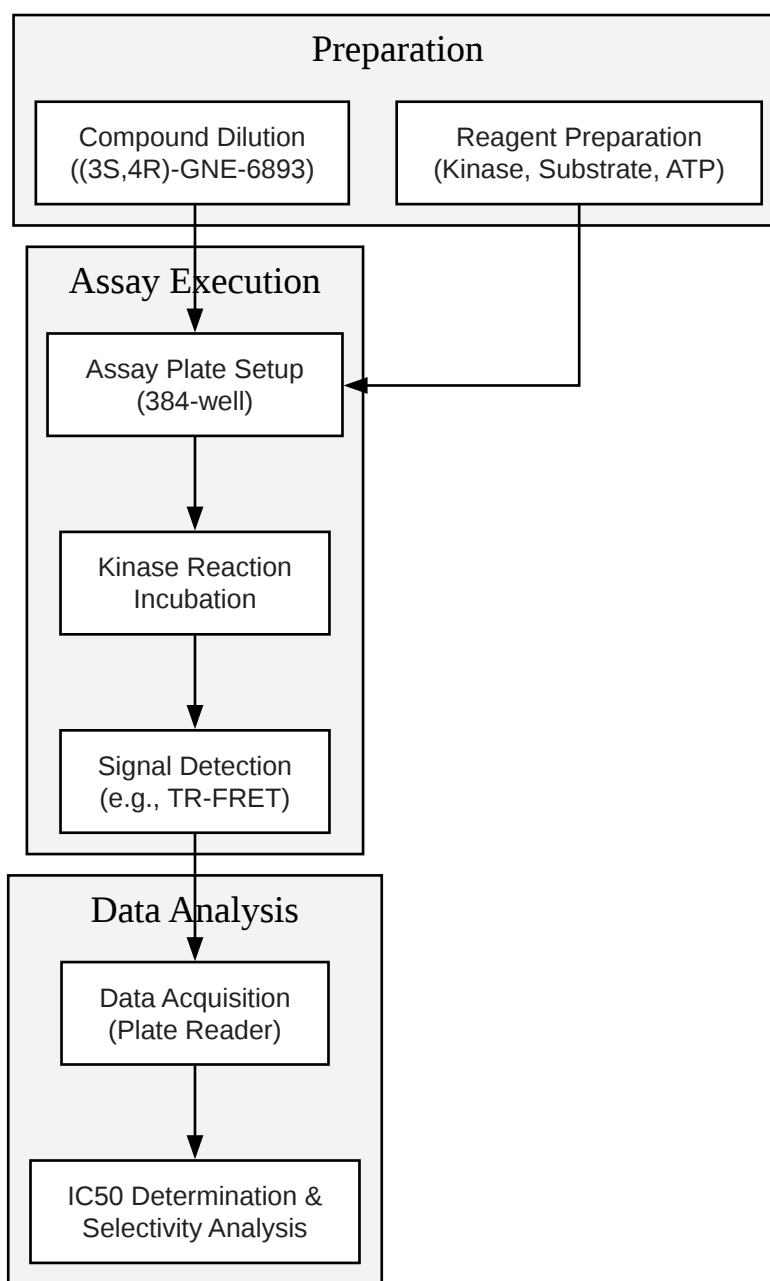 Preparation
Compound Dilution
((3S,4R)-GNE-6893)
Reagent Preparation
(Kinase, Substrate, ATP)
Assay Execution
Assay Plate Setup
(384-well)
Kinase Reaction
Incubation
Signal Detection
(e.g., TR-FRET)
Data Analysis
Data Acquisition
(Plate Reader)
IC50 Determination &
Selectivity Analysis